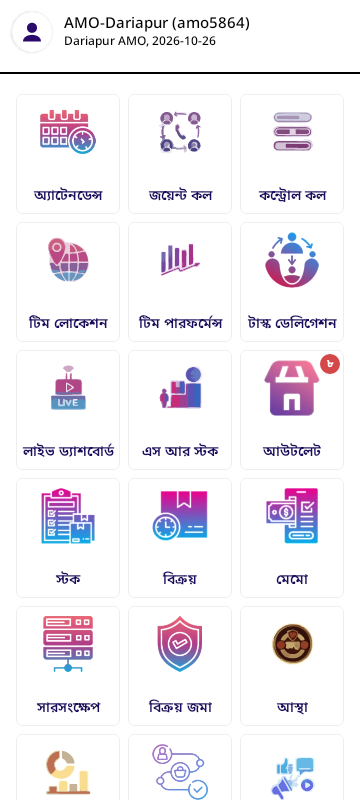 AMO-Dariapur (amo5864)
Dariapur AMO, 2026-10-26
অ্যাটেনডেন্স
জয়েন্ট কল
কন্ট্রোল কল
টিম লোকেশন
টিম পারফর্মেন্স
টাস্ক ডেলিগেশন
LIVE
৮
লাইভ ড্যাশবোর্ড
এস আর স্টক
আউটলেট
স্টক
বিক্রয়
মেমো
সারসংক্ষেপ
বিক্রয় জমা
আস্থা